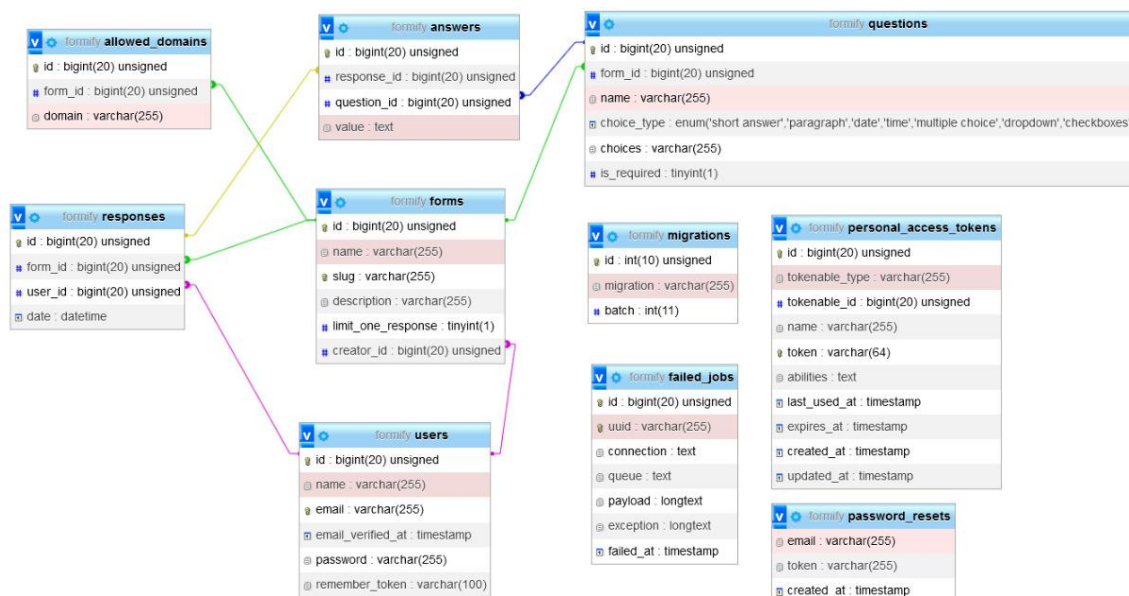 formify allowed_domains
id : bigint(20) unsigned
form_id : bigint(20) unsigned
domain : varchar(255)
formify answers
id : bigint(20) unsigned
response_id : bigint(20) unsigned
question_id : bigint(20) unsigned
value : text
formify questions
id : bigint(20) unsigned
form_id : bigint(20) unsigned
name : varchar(255)
choice_type : enum('short answer','paragraph','date','time','multiple choice','dropdown','checkboxes'
choices : varchar(255)
is_required : tinyint(1)
formify responses
id : bigint(20) unsigned
form_id : bigint(20) unsigned
user_id : bigint(20) unsigned
date : datetime
formify forms
id : bigint(20) unsigned
name : varchar(255)
slug : varchar(255)
description : varchar(255)
limit_one_response : tinyint(1)
creator_id : bigint(20) unsigned
formify migrations
id : int(10) unsigned
migration : varchar(255)
batch : int(11)
formify personal_access_tokens
id : bigint(20) unsigned
tokenable_type : varchar(255)
tokenable_id : bigint(20) unsigned
name : varchar(255)
token : varchar(64)
abilities : text
last_used_at : timestamp
expires_at : timestamp
created_at : timestamp
updated_at : timestamp
formify failed_jobs
id : bigint(20) unsigned
uuid : varchar(255)
connection : text
queue : text
payload : longtext
exception : longtext
failed_at : timestamp
formify users
id : bigint(20) unsigned
name : varchar(255)
email : varchar(255)
email_verified_at : timestamp
password : varchar(255)
remember_token : varchar(100)
formify password_resets
email : varchar(255)
token : varchar(255)
created_at : timestamp